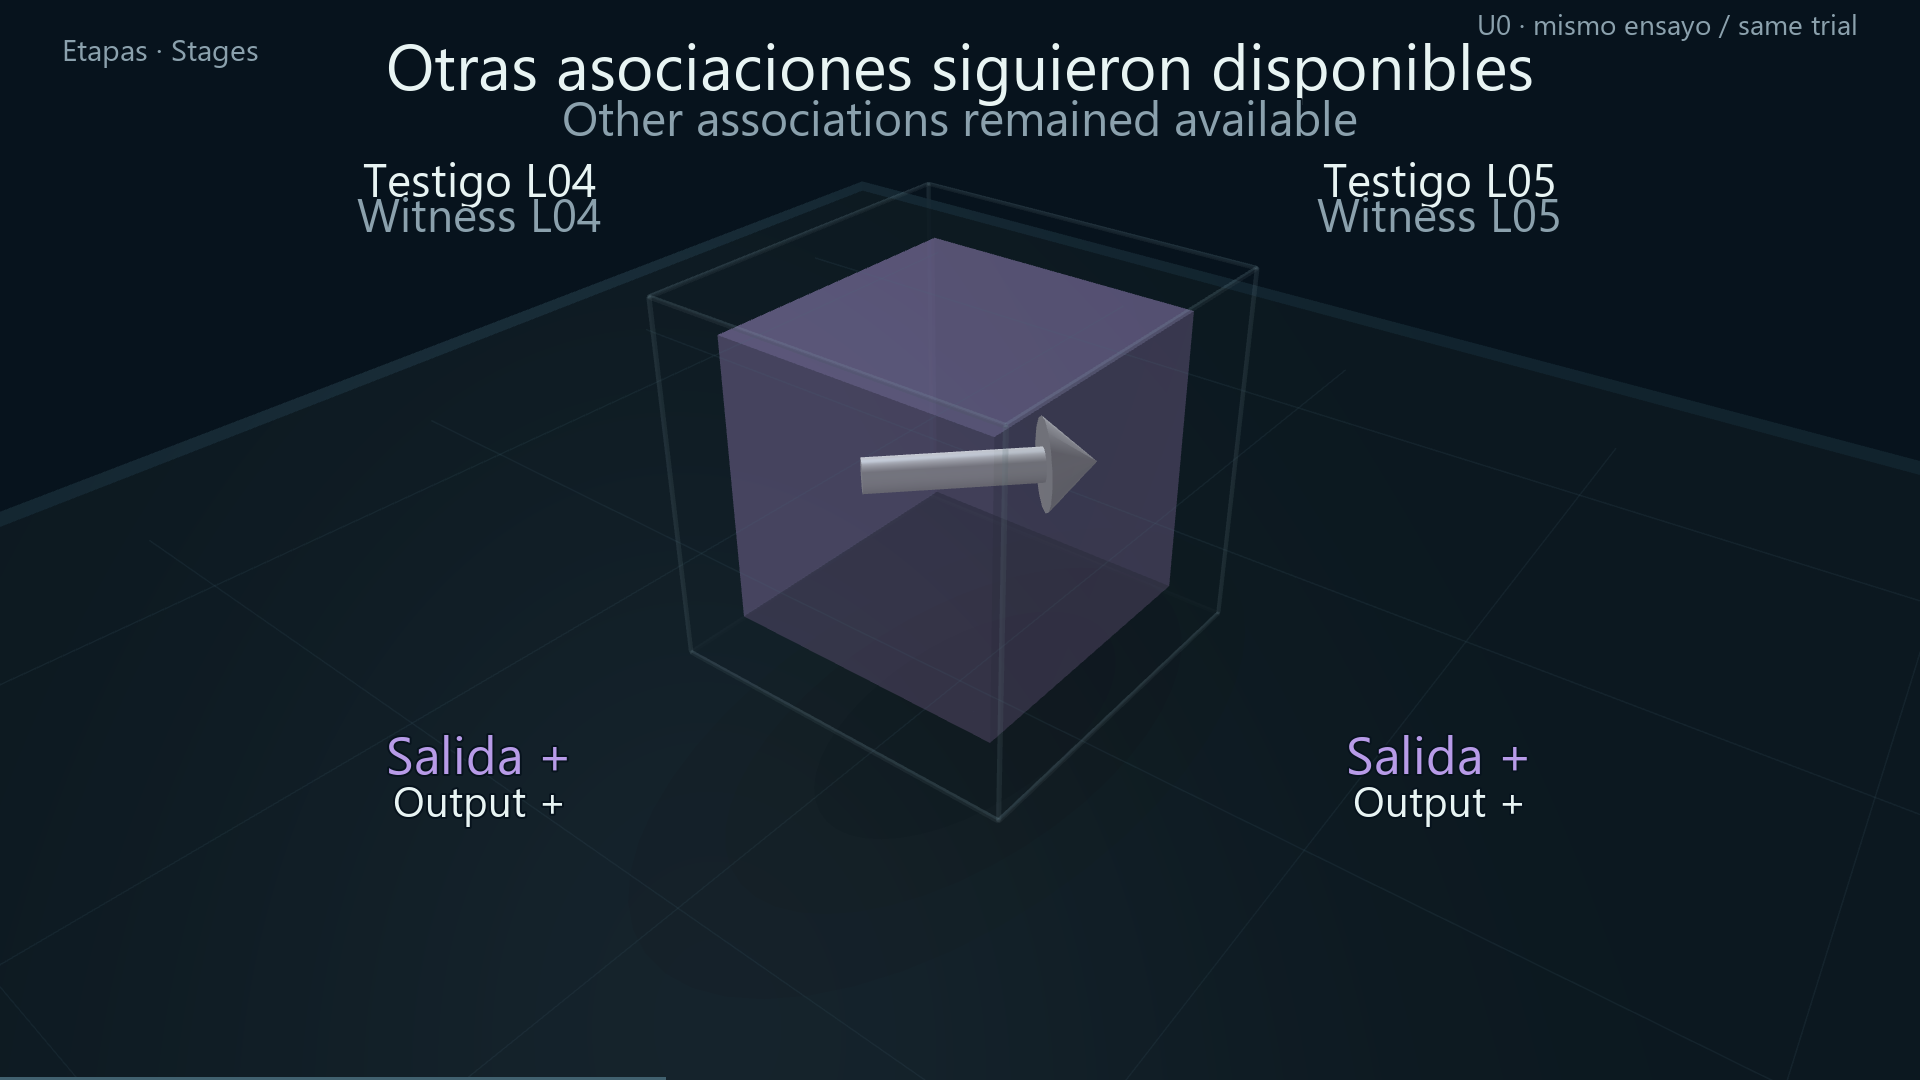 Etapas · Stages
U0 · mismo ensayo / same trial
Otras asociaciones siguieron disponibles
Other associations remained available
Testigo L04
Witness L04
Testigo L05
Witness L05
Salida +
Output +
Salida +
Output +